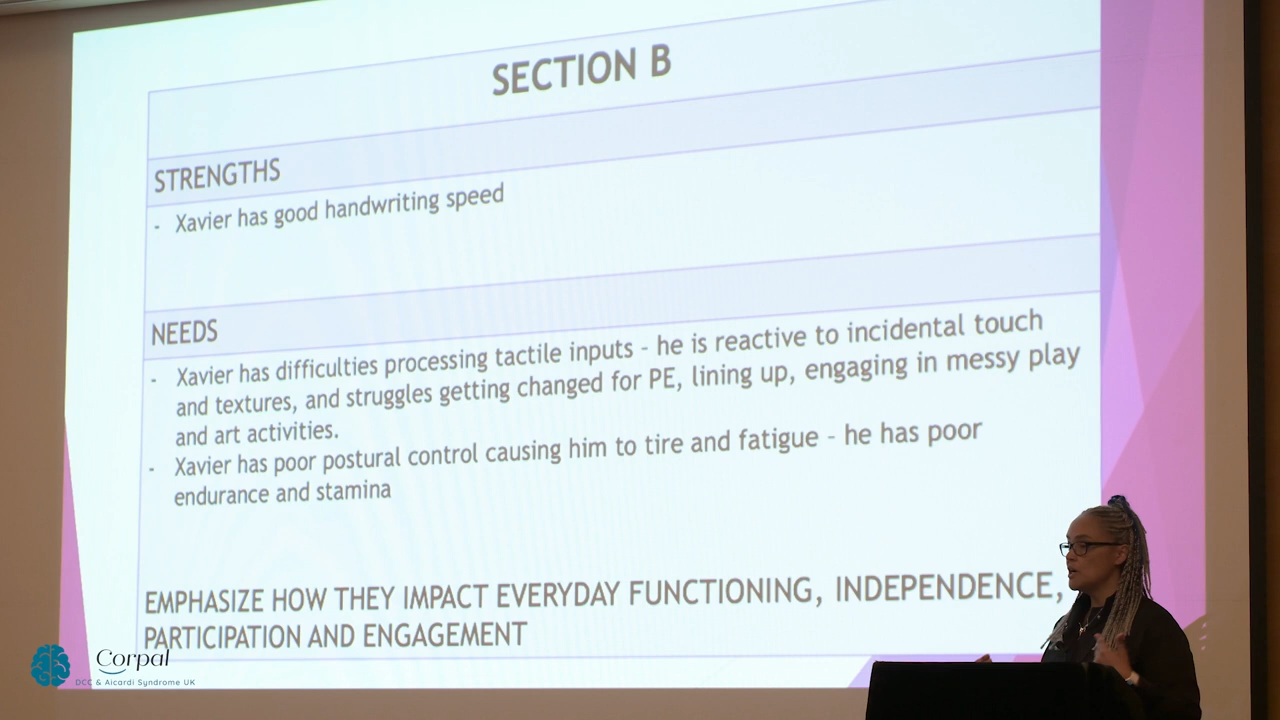 SECTION B
STRENGTHS
- Xavier has good handwriting speed
NEEDS
- Xavier has difficulties processing tactile inputs – he is reactive to incidental touch
and textures, and struggles getting changed for PE, lining up, engaging in messy play
and art activities.
- Xavier has poor postural control causing him to tire and fatigue – he has poor
endurance and stamina
EMPHASIZE HOW THEY IMPACT EVERYDAY FUNCTIONING, INDEPENDENCE,
PARTICIPATION AND ENGAGEMENT
Corpal
DCC & Aicardi Syndrome UK